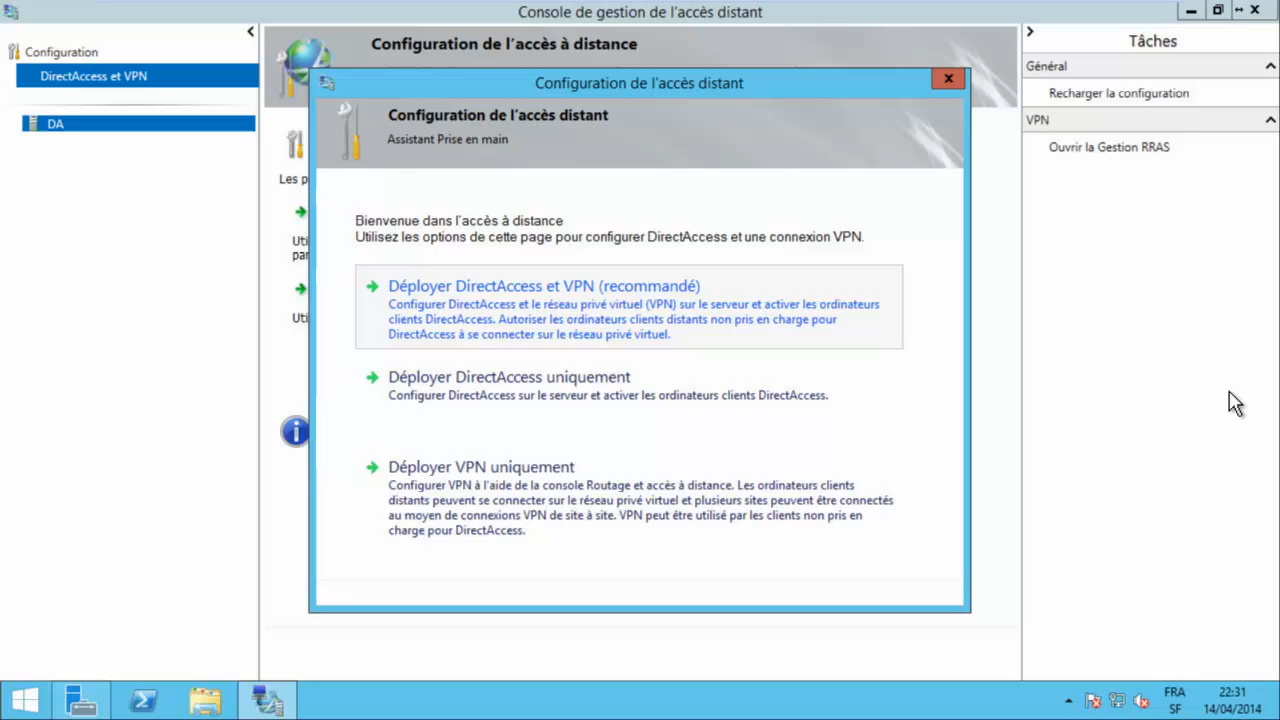 Console de gestion de l'accès distant
Configuration
DirectAccess et VPN
DA
Configuration de l'accès à distance
Les p
Uti
par
Uti
Configuration de l'accès distant
Configuration de l'accès distant
Assistant Prise en main
Bienvenue dans l'accès à distance
Utilisez les options de cette page pour configurer DirectAccess et une connexion VPN.
Déployer DirectAccess et VPN (recommandé)
Configurer DirectAccess et le réseau privé virtuel (VPN) sur le serveur et activer les ordinateurs
clients DirectAccess. Autoriser les ordinateurs clients distants non pris en charge pour
DirectAccess à se connecter sur le réseau privé virtuel.
Déployer DirectAccess uniquement
Configurer DirectAccess sur le serveur et activer les ordinateurs clients DirectAccess.
Déployer VPN uniquement
Configurer VPN à l'aide de la console Routage et accès à distance. Les ordinateurs clients
distants peuvent se connecter sur le réseau privé virtuel et plusieurs sites peuvent être connectés
au moyen de connexions VPN de site à site. VPN peut être utilisé par les clients non pris en
charge pour DirectAccess.
Tâches
Général
Recharger la configuration
VPN
Ouvrir la Gestion RRAS
FRA
SF
22:31
14/04/2014